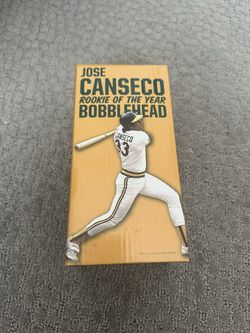 JOSE
CANSECO
ROOKIE OF THE YEAR
BOBBLEHEAD
CANSECO
33